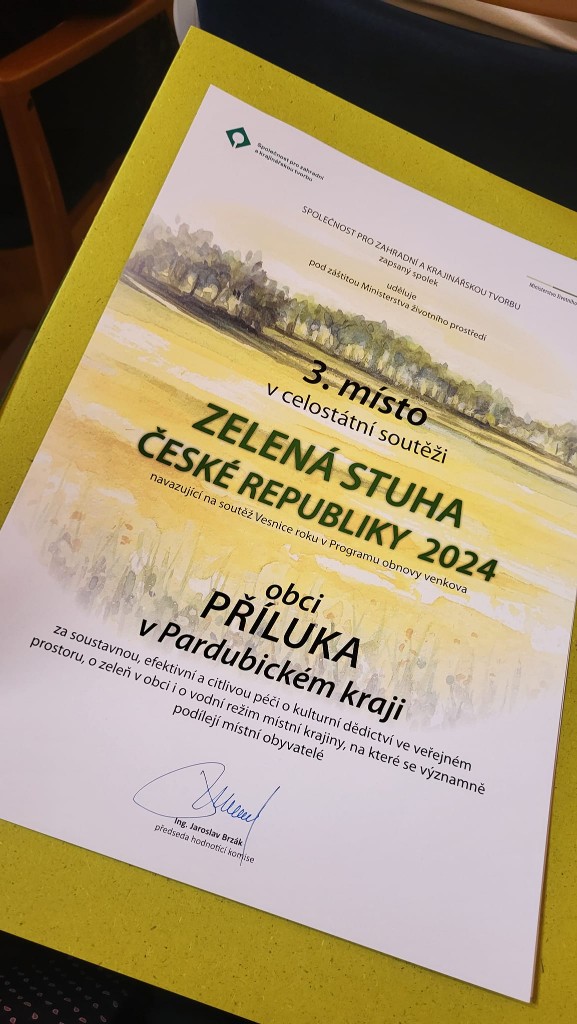 Společnost pro zahradní
a krajinářskou tvorbu
SPOLEČNOST PRO ZAHRADNÍ A KRAJINÁŘSKOU TVORBU
zapsaný spolek
uděluje
pod záštitou Ministerstva životního prostředí
Ministerstvo životního
3. místo
v celostátní soutěži
ZELENÁ STUHA
ČESKÉ REPUBLIKY 2024
navazující na soutěž Vesnice roku v Programu obnovy venkova
obci
PŘÍLUKA
v Pardubickém kraji
za soustavnou, efektivní a citlivou péči o kulturní dědictví ve veřejném
prostoru, o zeleň v obci i o vodní režim místní krajiny, na které se významně
podílejí místní obyvatelé
Ing. Jaroslav Brzák
předseda hodnotící komise